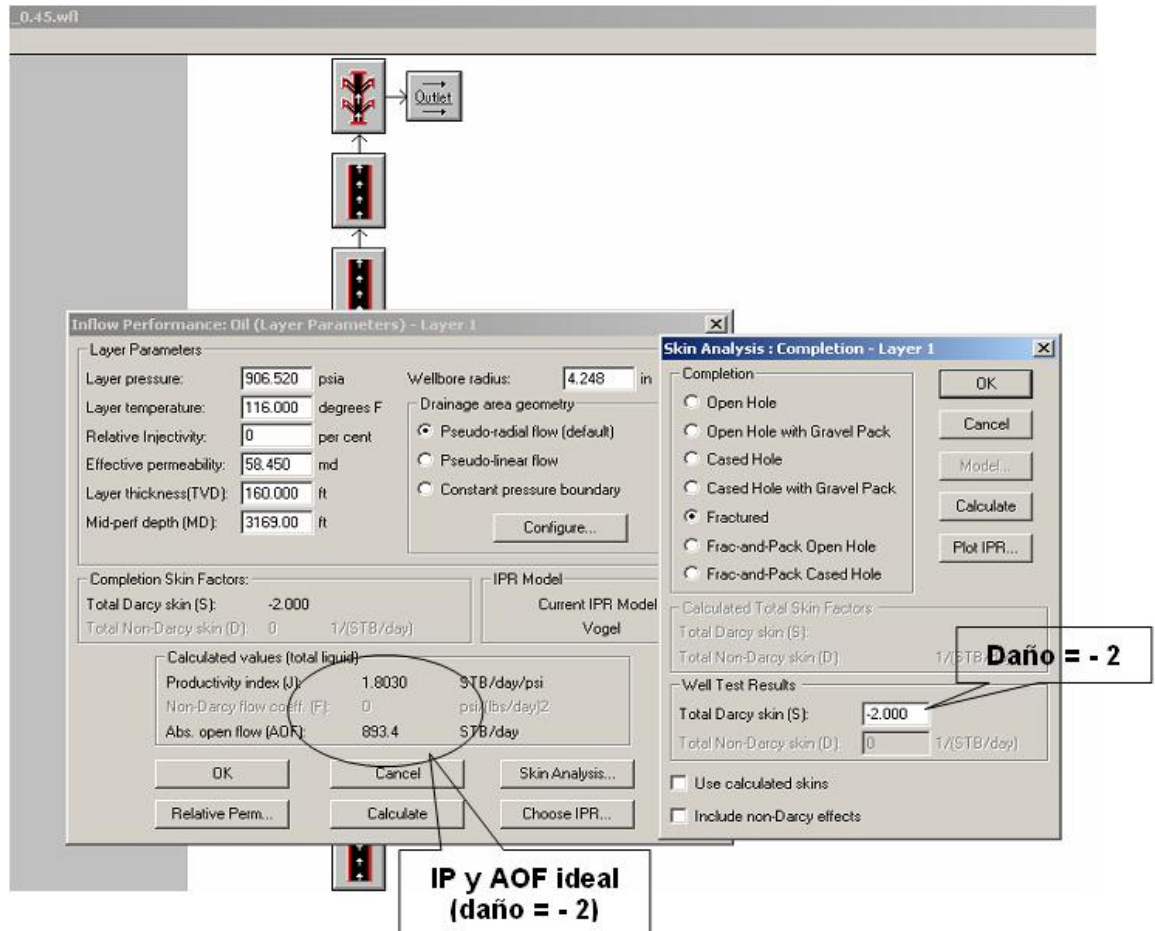 _0.45.wfl
Outlet
Inflow Performance: Oil (Layer Parameters) - Layer 1
Layer Parameters
Layer pressure: 906.520 psia
Layer temperature: 116.000 degrees F
Relative Injectivity: 0 per cent
Effective permeability: 58.450 md
Layer thickness(TVD): 160.000 ft
Mid-perf depth (MD): 3169.00 ft
Wellbore radius: 4.248 in
Drainage area geometry
Pseudo-radial flow (default)
Pseudo-linear flow
Constant pressure boundary
Configure...
Completion Skin Factors:
Total Darcy skin (S): -2.000
Total Non-Darcy skin (D): 0 1/(STB/day)
IPR Model
Current IPR Model
Vogel
Calculated values (total liquid)
Productivity index (J): 1.8030 STB/day/psi
Non-Darcy flow coeff. (F): 0 psi/(lbs/day)2
Abs. open flow (AOF): 893.4 STB/day
OK Cancel Skin Analysis...
Relative Perm... Calculate Choose IPR...
IP y AOF ideal
(daño = - 2)
Skin Analysis : Completion - Layer 1
Completion
Open Hole
Open Hole with Gravel Pack
Cased Hole
Cased Hole with Gravel Pack
Fractured
Frac-and-Pack Open Hole
Frac-and-Pack Cased Hole
OK
Cancel
Model...
Calculate
Plot IPR...
Calculated Total Skin Factors
Total Darcy skin (S):
Total Non-Darcy skin (D): 1/(STB/day)
Daño = - 2
Well Test Results
Total Darcy skin (S): -2.000
Total Non-Darcy skin (D): 0 1/(STB/day)
Use calculated skins
Include non-Darcy effects